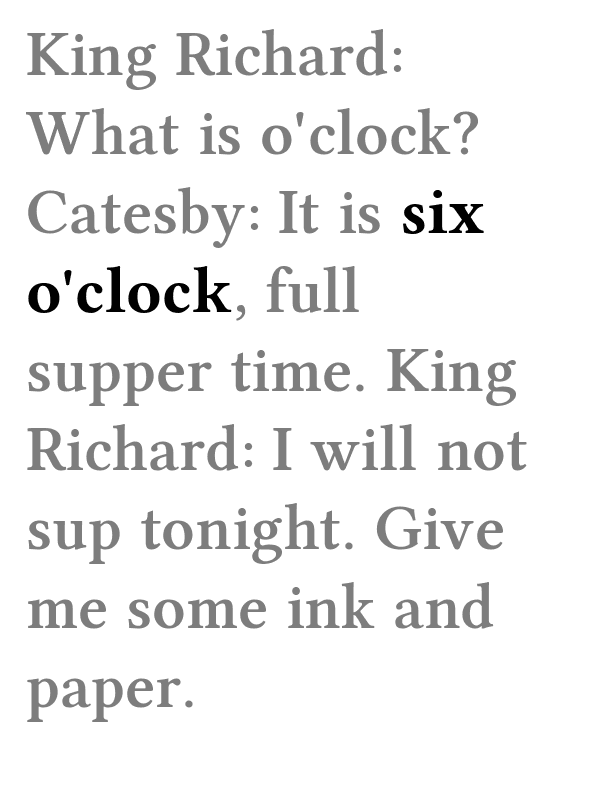 King Richard:
What is o'clock?
Catesby: It is six
o'clock, full
supper time. King
Richard: I will not
sup tonight. Give
me some ink and
paper.